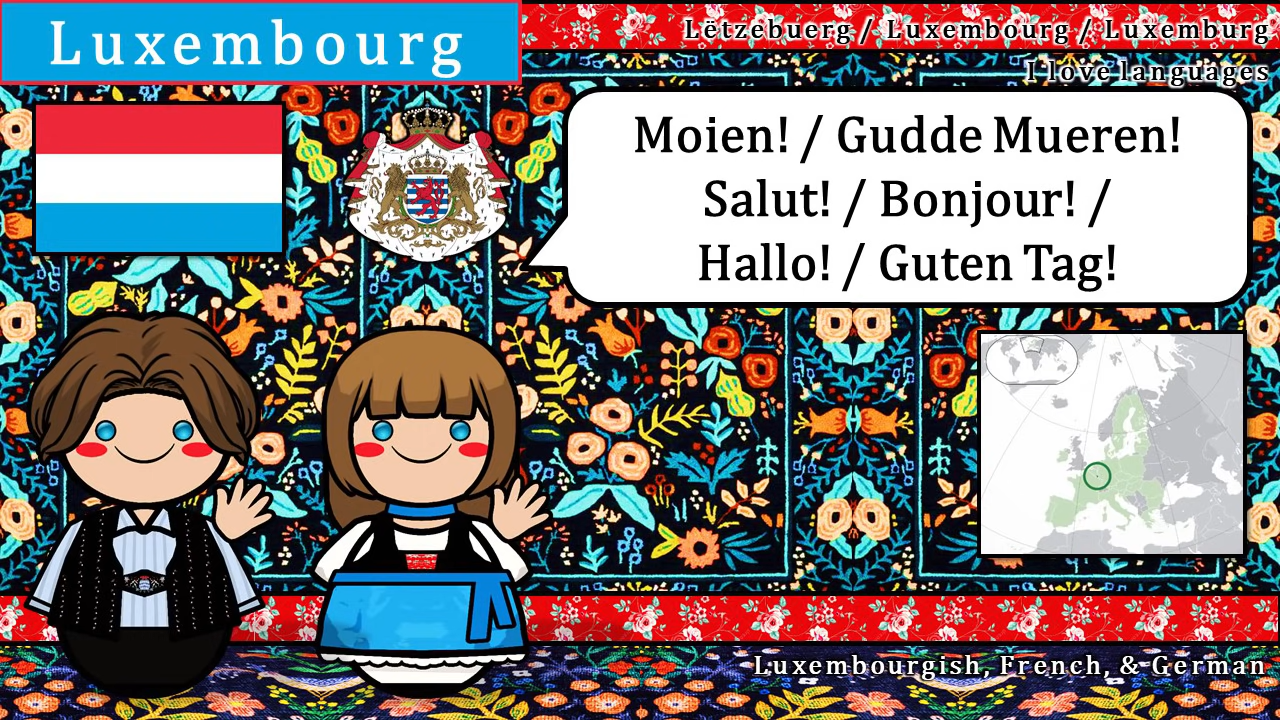 Luxembourg
Lëtzebuerg / Luxembourg / Luxemburg
I love languages
Moien! / Gudde Mueren!
Salut! / Bonjour! /
Hallo! / Guten Tag!
Luxembourgish, French, & German